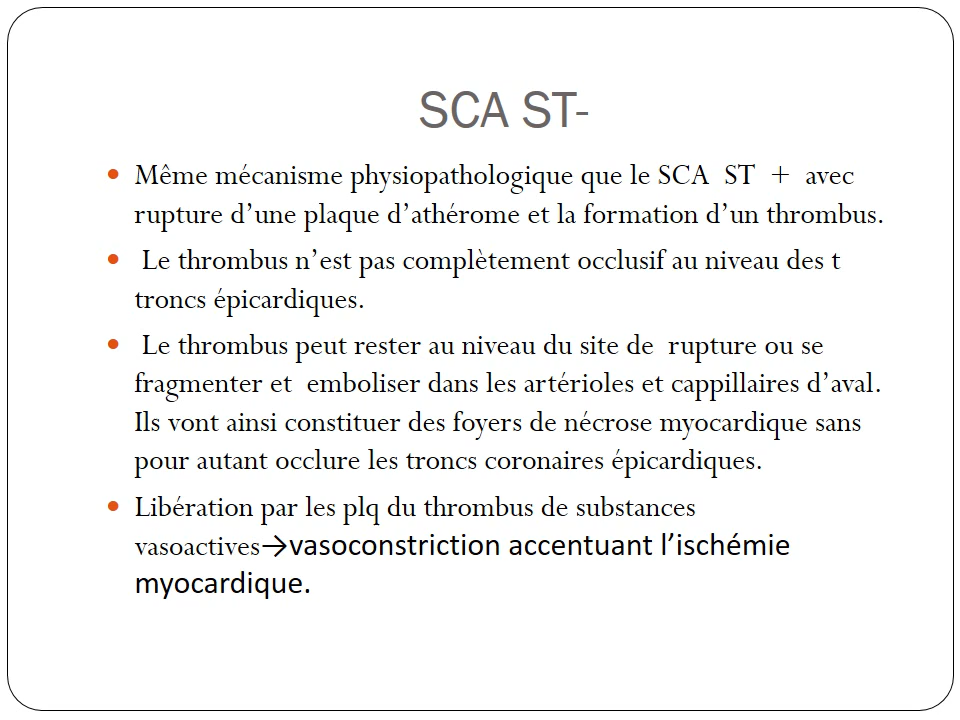 SCA ST-
• Même mécanisme physiopathologique que le SCA ST + avec
rupture d’une plaque d’athérome et la formation d’un thrombus.
• Le thrombus n’est pas complètement occlusif au niveau des t
troncs épicardiques.
• Le thrombus peut rester au niveau du site de rupture ou se
fragmenter et emboliser dans les artérioles et cappillaires d’aval.
Ils vont ainsi constituer des foyers de nécrose myocardique sans
pour autant occlure les troncs coronaires épicardiques.
• Libération par les plq du thrombus de substances
vasoactives→vasoconstriction accentuant l’ischémie
myocardique.